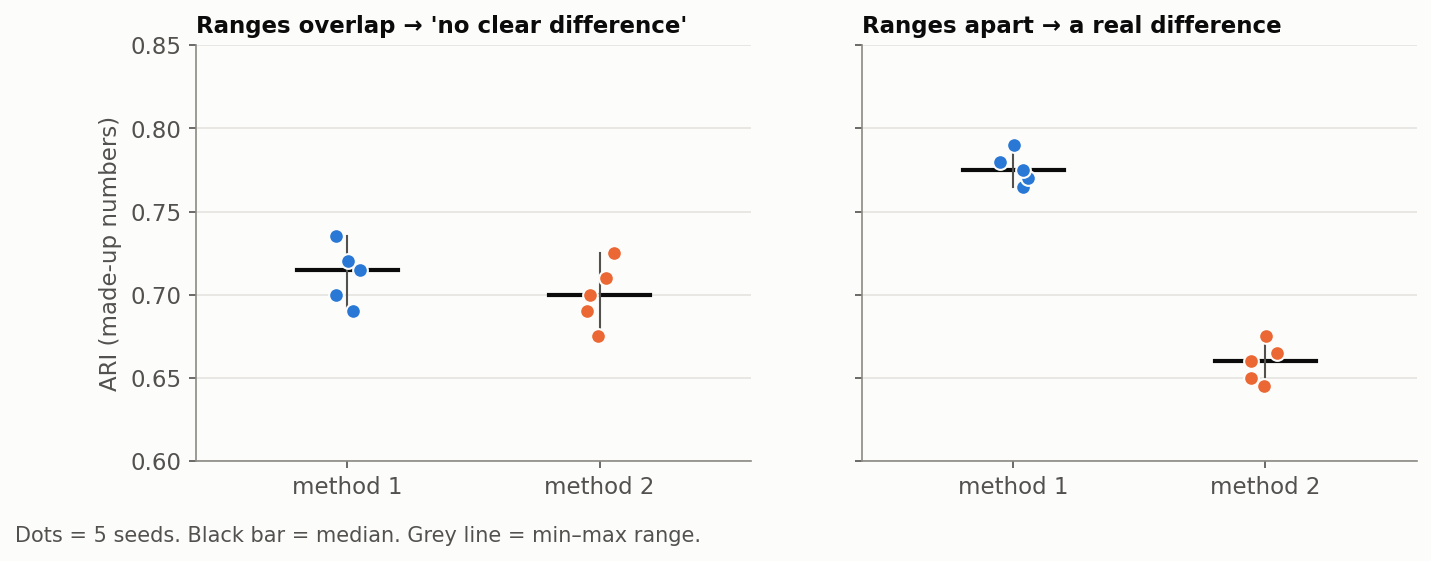 Ranges overlap → 'no clear difference'
Ranges apart → a real difference
ARI (made-up numbers)
0.85
0.80
0.75
0.70
0.65
0.60
method 1
method 2
method 1
method 2
Dots = 5 seeds. Black bar = median. Grey line = min–max range.